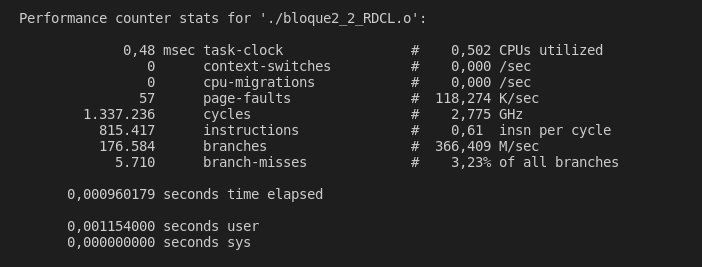 Performance counter stats for './bloque2_2_RDCL.o':
0,48 msec task-clock # 0,502 CPUs utilized
0 context-switches # 0,000 /sec
0 cpu-migrations # 0,000 /sec
57 page-faults # 118,274 K/sec
1.337.236 cycles # 2,775 GHz
815.417 instructions # 0,61 insn per cycle
176.584 branches # 366,409 M/sec
5.710 branch-misses # 3,23% of all branches
0,000960179 seconds time elapsed
0,001154000 seconds user
0,000000000 seconds sys